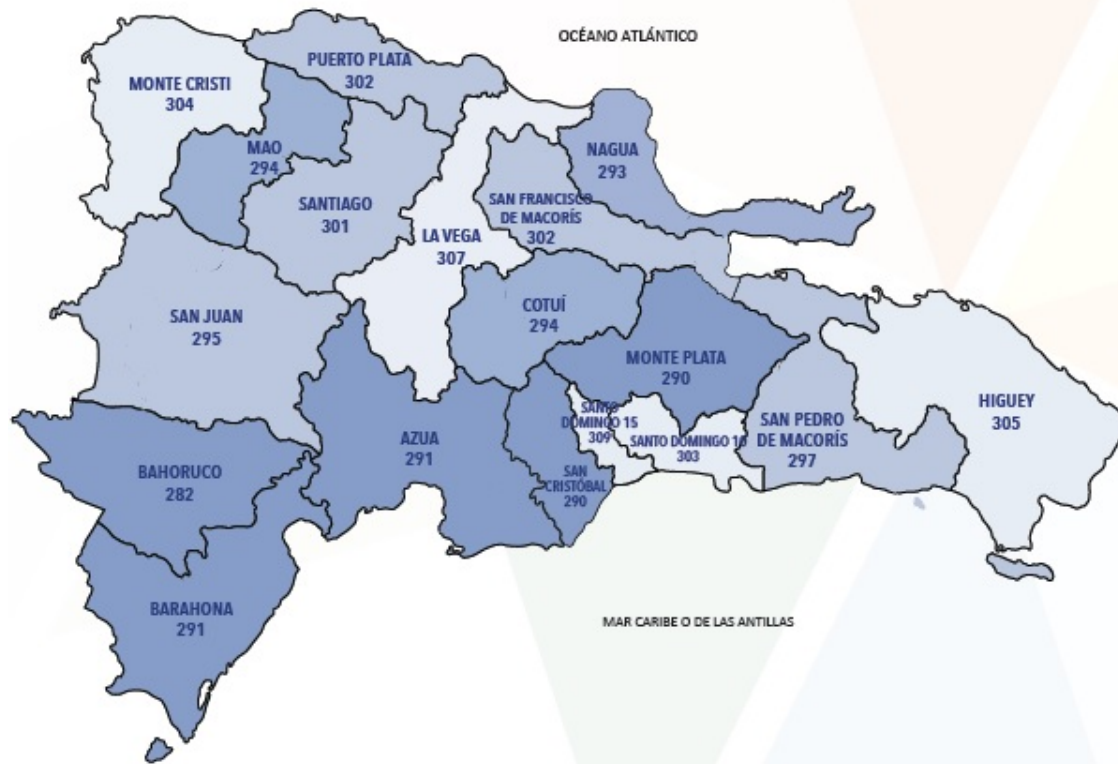 OCÉANO ATLÁNTICO
PUERTO PLATA
302
MONTE CRISTI
304
MAO
294
NAGUA
293
SANTIAGO
301
SAN FRANCISCO
DE MACORÍS
302
LA VEGA
307
COTUÍ
294
SAN JUAN
295
MONTE PLATA
290
HIGUEY
305
SANTO
DOMINGO 15
309
SANTO DOMINGO 10
303
SAN PEDRO
DE MACORÍS
297
AZUA
291
BAHORUCO
282
SAN
CRISTÓBAL
290
BARAHONA
291
MAR CARIBE O DE LAS ANTILLAS